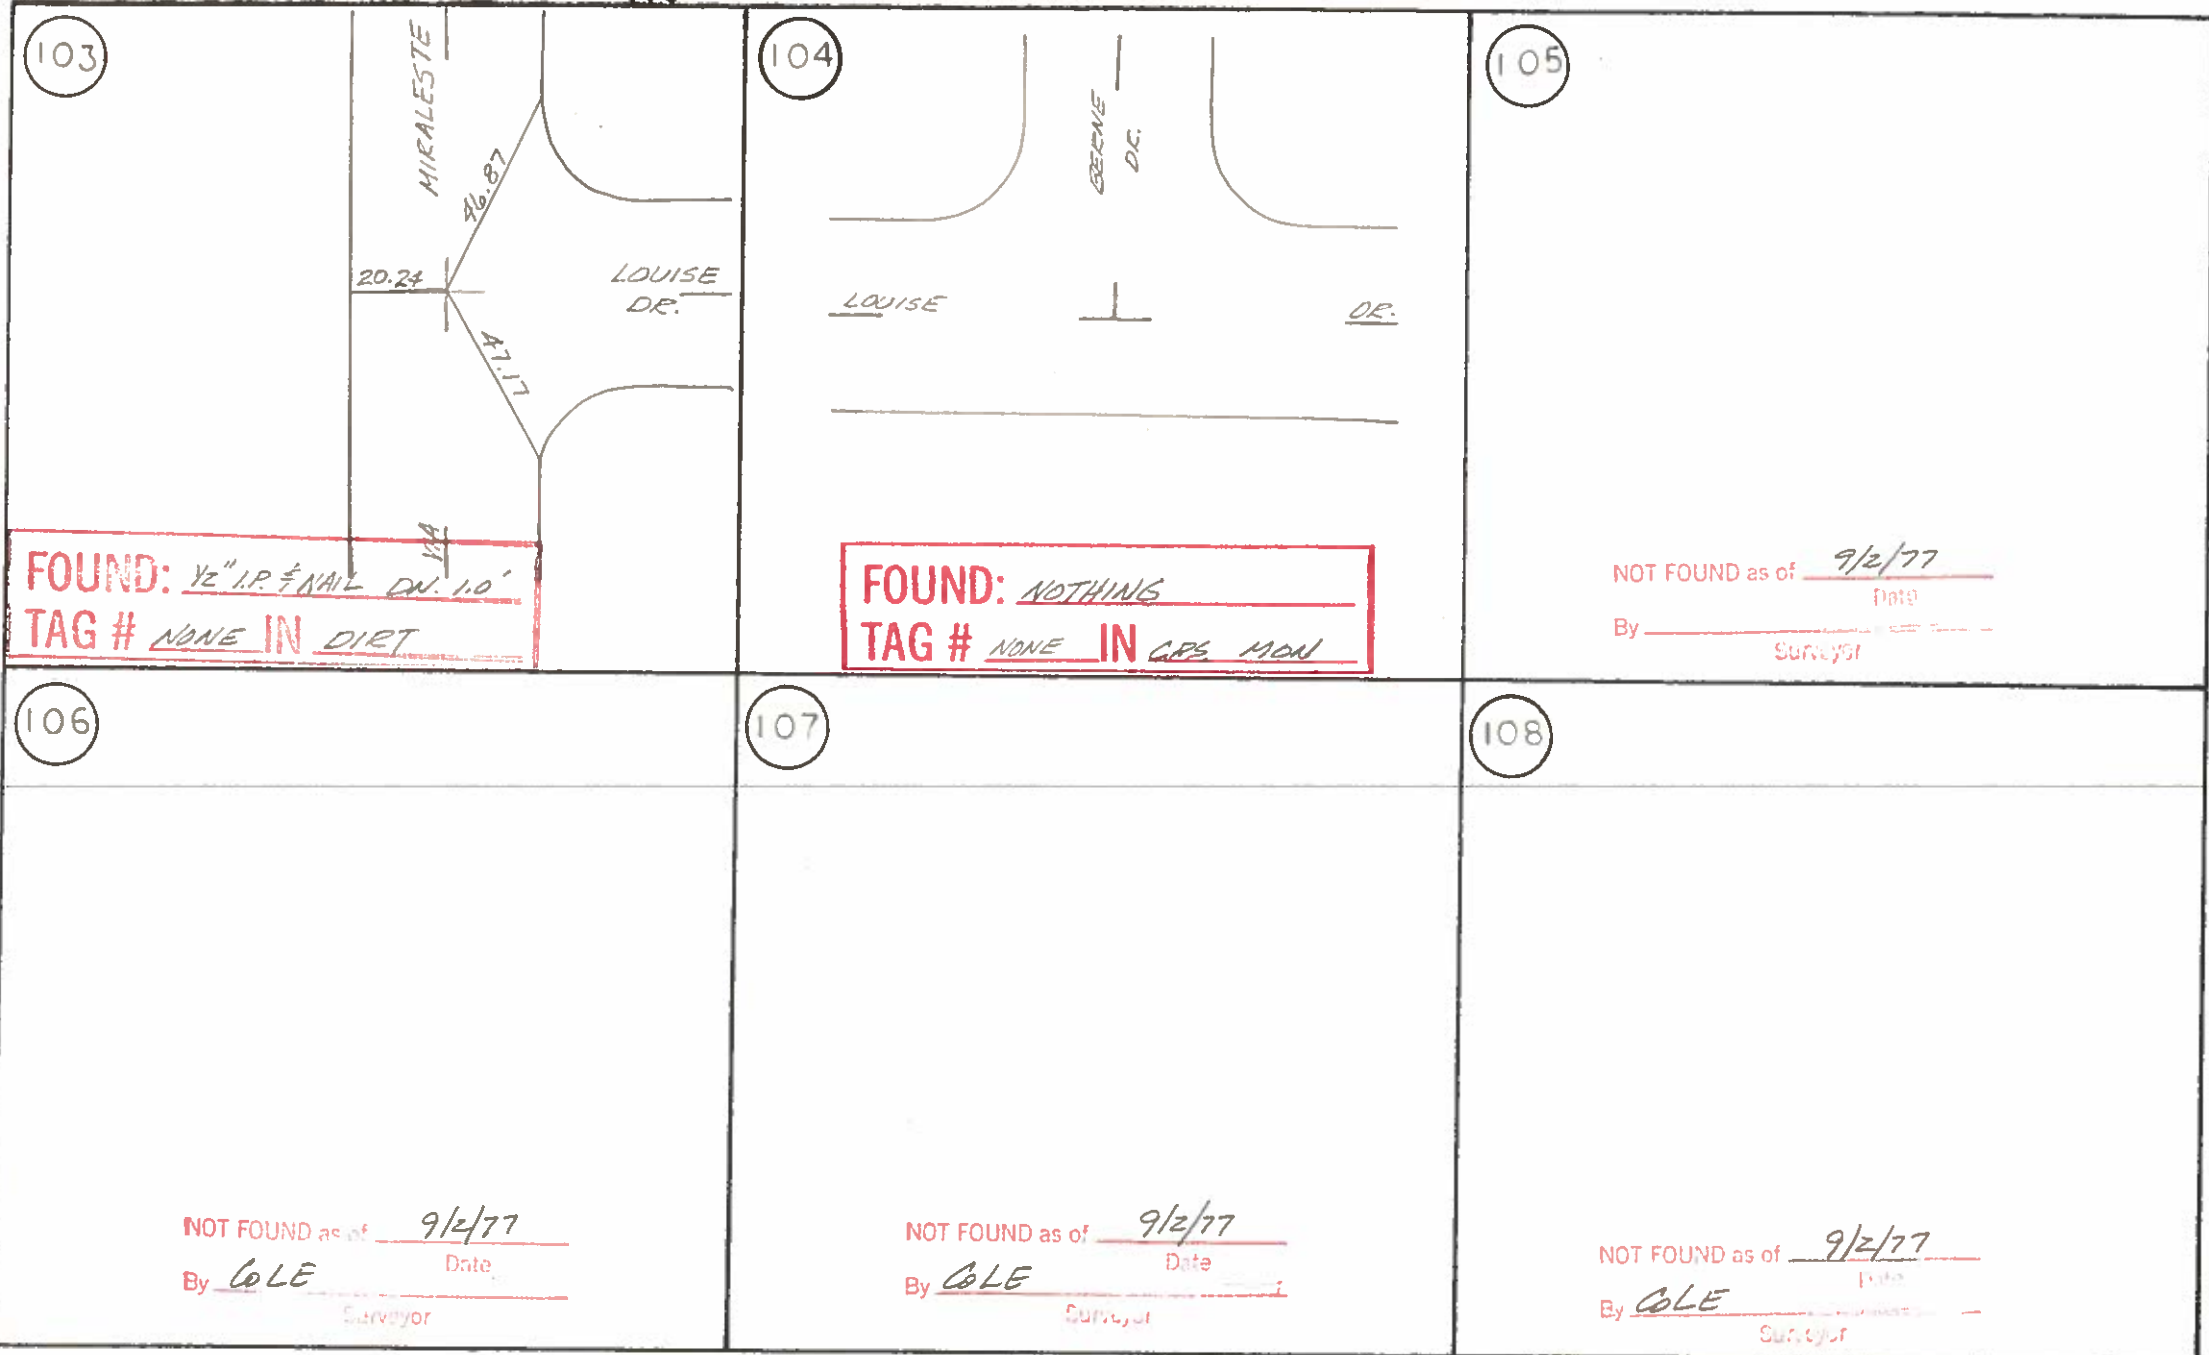 103
MIRALESTE
46.87
20.24
LOUISE
DR.
47.17
VIA
FOUND: 1/2" I.P. & NAIL DN. 1.0'
TAG # NONE IN DIRT
104
BERNE
DR.
LOUISE DR.
FOUND: NOTHING
TAG # NONE IN GPS. MON
105
NOT FOUND as of 9/2/77
Date
By
Surveyor
106
NOT FOUND as of 9/2/77
Date
By COLE
Surveyor
107
NOT FOUND as of 9/2/77
Date
By COLE
Surveyor
108
NOT FOUND as of 9/2/77
Date
By COLE
Surveyor